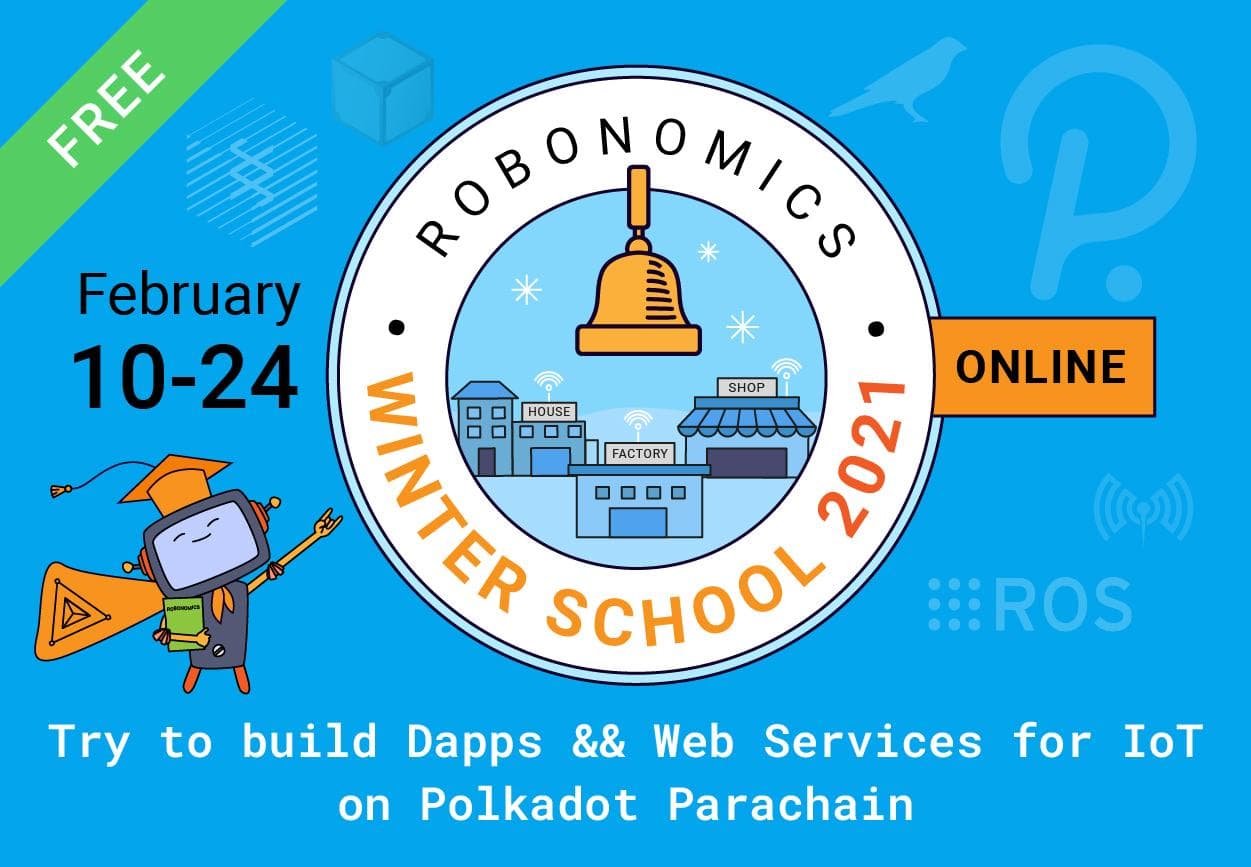 FREE
February
10-24
ROBONOMICS
WINTER SCHOOL 2021
HOUSE
SHOP
FACTORY
ONLINE
ROBONOMICS
ROS
Try to build Dapps && Web Services for IoT
on Polkadot Parachain